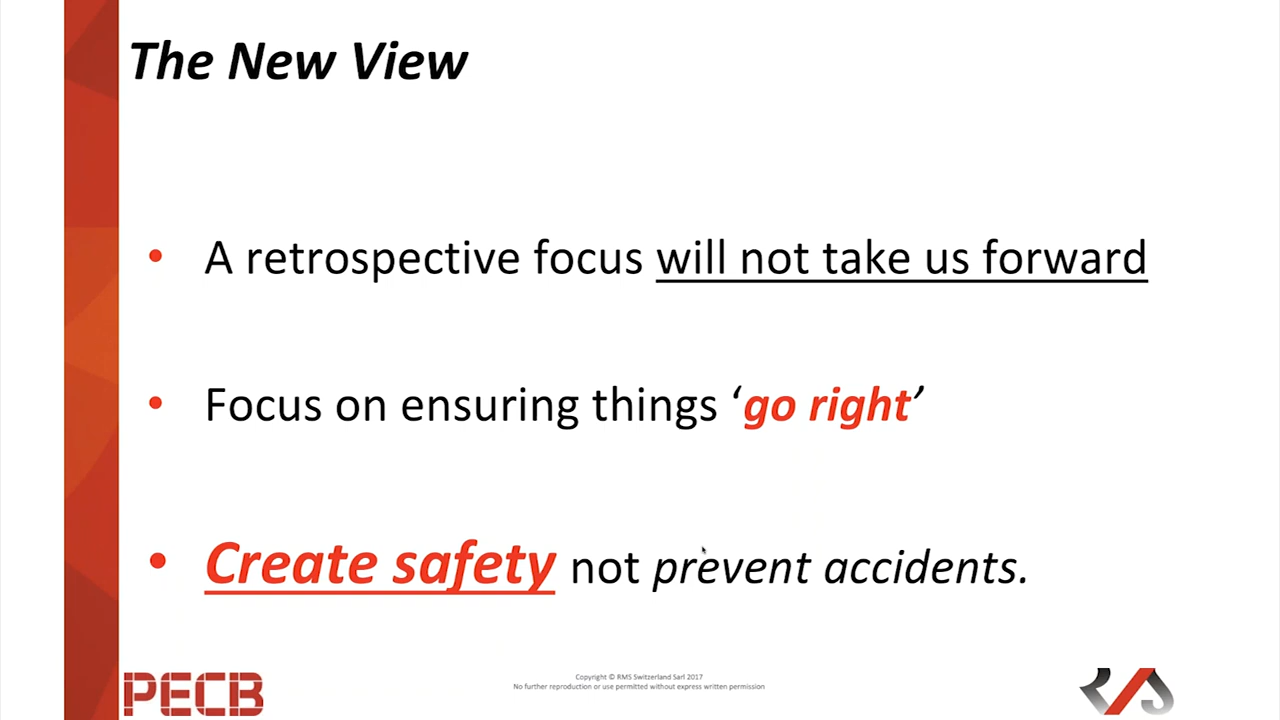 The New View
• A retrospective focus will not take us forward
• Focus on ensuring things ‘go right’
• Create safety not prevent accidents.
PECB
Copyright © RMS Switzerland Sarl 2017
No further reproduction or use permitted without express written permission